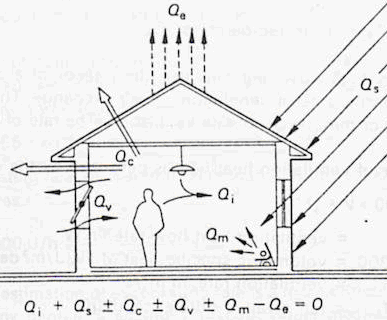 Qe
Qs
Qc
Qi
Qv
Qm
Qi + Qs ± Qc ± Qv ± Qm − Qe = 0